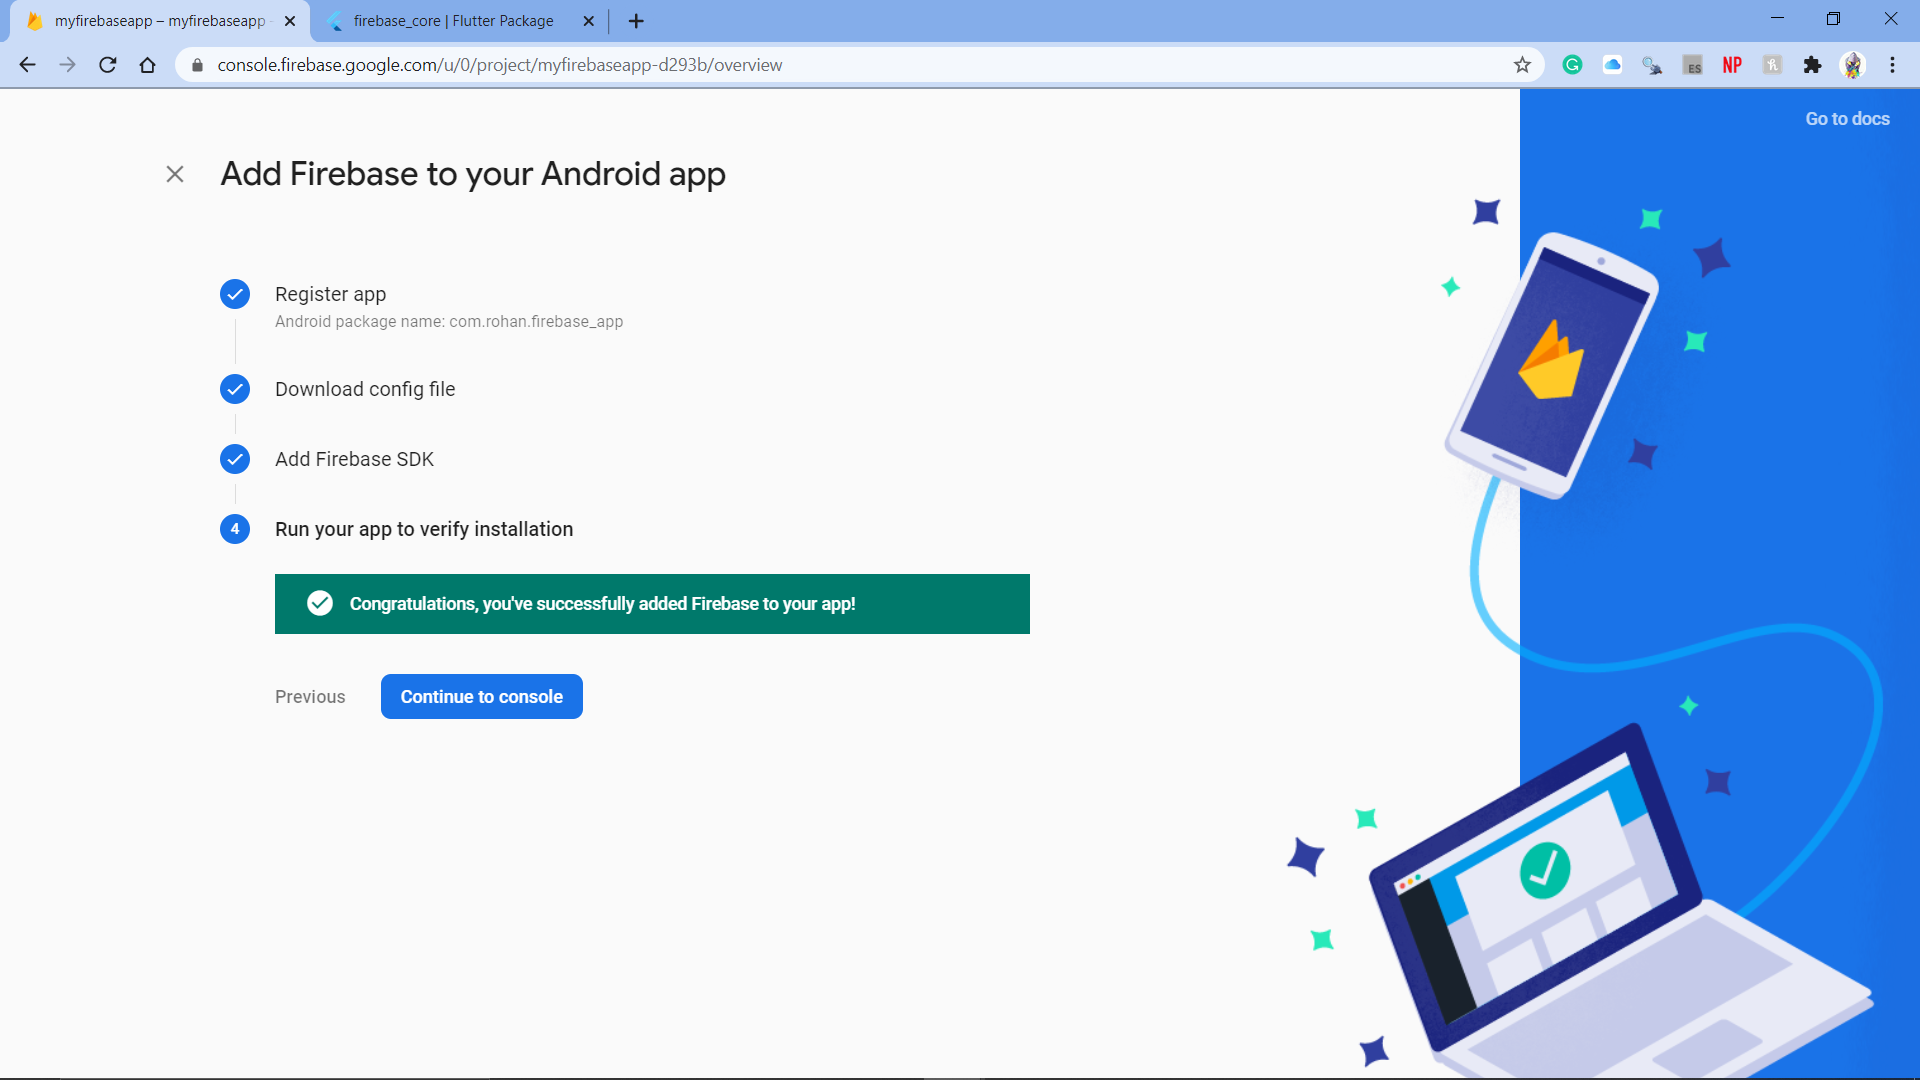 myfirebaseapp – myfirebaseapp -
firebase_core | Flutter Package
console.firebase.google.com/u/0/project/myfirebaseapp-d293b/overview
ES
NP
Go to docs
Add Firebase to your Android app
Register app
Android package name: com.rohan.firebase_app
Download config file
Add Firebase SDK
4
Run your app to verify installation
Congratulations, you've successfully added Firebase to your app!
Previous
Continue to console